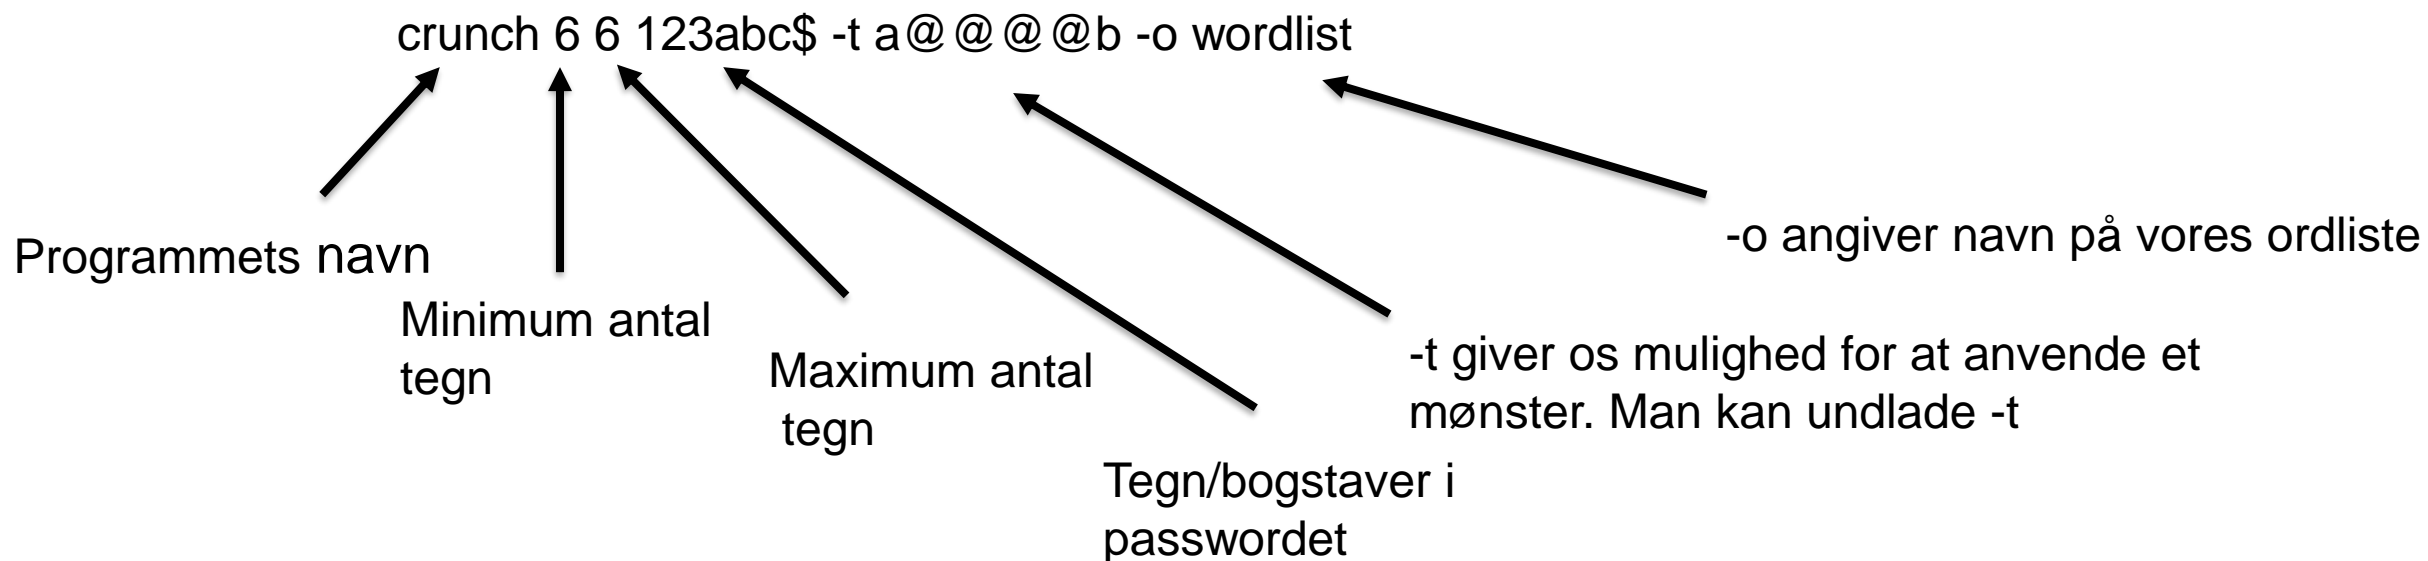 crunch 6 6 123abc$ -t a@@@@b -o wordlist
Programmets navn
Minimum antal
tegn
Maximum antal
tegn
Tegn/bogstaver i
passwordet
-t giver os mulighed for at anvende et
mønster. Man kan undlade -t
-o angiver navn på vores ordliste